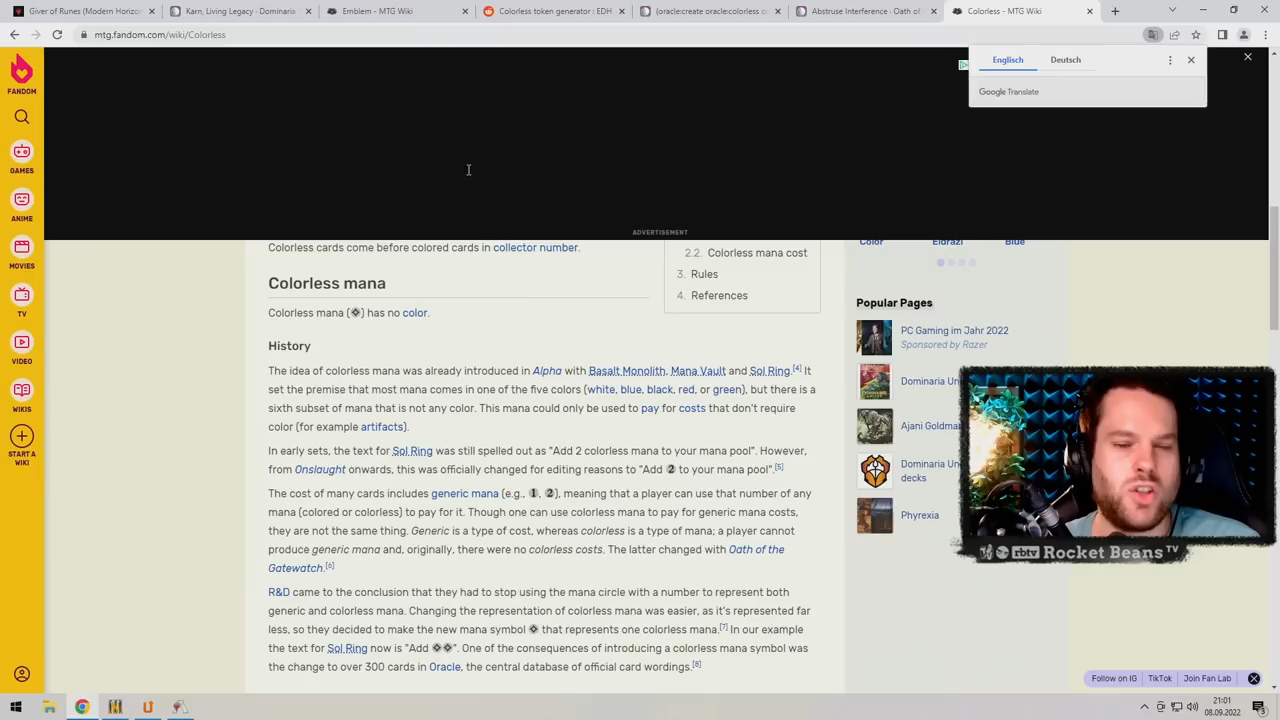 Giver of Runes (Modern Horizon
Karn, Living Legacy · Dominaria
Emblem - MTG Wiki
Colorless token generator : EDH
(oracle:create oracle:colorless o
Abstruse Interference · Oath of
Colorless - MTG Wiki
mtg.fandom.com/wiki/Colorless
Englisch
Deutsch
Google Translate
FANDOM
GAMES
ANIME
MOVIES
TV
VIDEO
WIKIS
START A
WIKI
ADVERTISEMENT
Colorless cards come before colored cards in collector number.
2.2. Colorless mana cost
3. Rules
4. References
Colorless mana
Colorless mana ( ) has no color.
History
The idea of colorless mana was already introduced in Alpha with Basalt Monolith, Mana Vault and Sol Ring.[4] It
set the premise that most mana comes in one of the five colors (white, blue, black, red, or green), but there is a
sixth subset of mana that is not any color. This mana could only be used to pay for costs that don't require
color (for example artifacts).
In early sets, the text for Sol Ring was still spelled out as "Add 2 colorless mana to your mana pool". However,
from Onslaught onwards, this was officially changed for editing reasons to "Add 2 to your mana pool".[5]
The cost of many cards includes generic mana (e.g., 1, 2), meaning that a player can use that number of any
mana (colored or colorless) to pay for it. Though one can use colorless mana to pay for generic mana costs,
they are not the same thing. Generic is a type of cost, whereas colorless is a type of mana; a player cannot
produce generic mana and, originally, there were no colorless costs. The latter changed with Oath of the
Gatewatch.[6]
R&D came to the conclusion that they had to stop using the mana circle with a number to represent both
generic and colorless mana. Changing the representation of colorless mana was easier, as it's represented far
less, so they decided to make the new mana symbol that represents one colorless mana.[7] In our example
the text for Sol Ring now is "Add ". One of the consequences of introducing a colorless mana symbol was
the change to over 300 cards in Oracle, the central database of official card wordings.[8]
Color
Eldrazi
Blue
Popular Pages
PC Gaming im Jahr 2022
Sponsored by Razer
Dominaria Un
Ajani Goldma
Dominaria Un
decks
Phyrexia
rbtv Rocket Beans TV
Follow on IG
TikTok
Join Fan Lab
21:01
08.09.2022
3